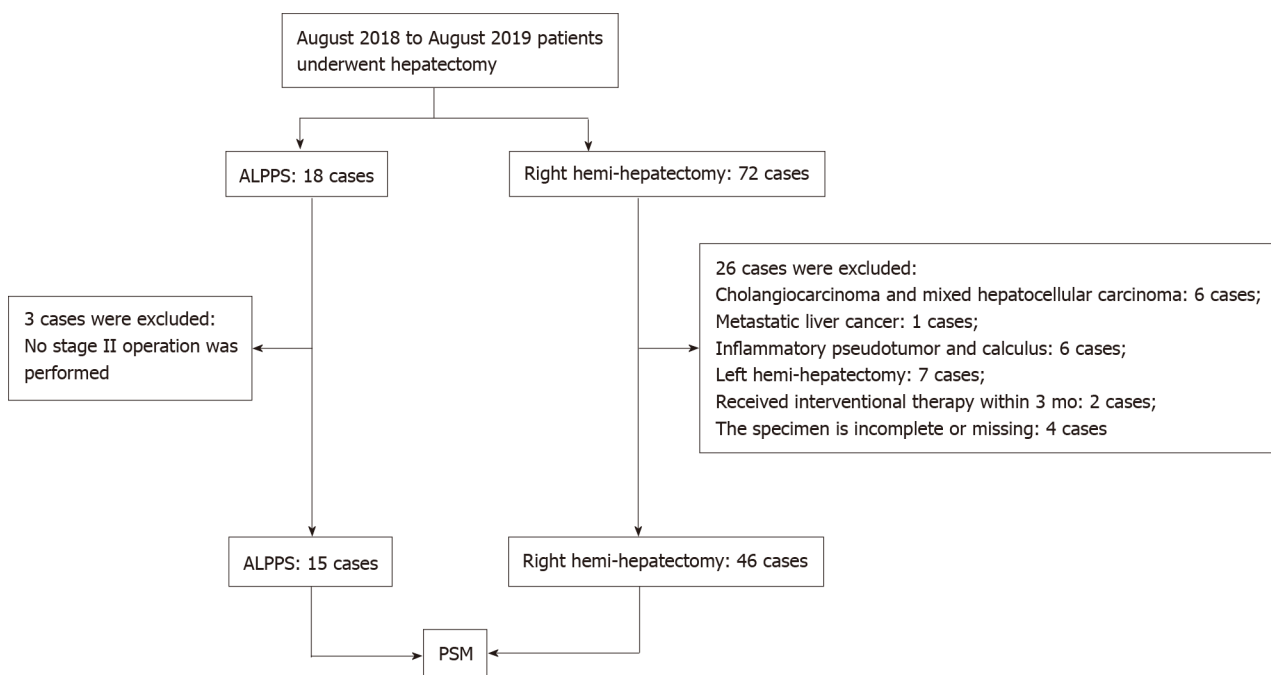 August 2018 to August 2019 patients
underwent hepatectomy
ALPPS: 18 cases
Right hemi-hepatectomy: 72 cases
3 cases were excluded:
No stage II operation was
performed
26 cases were excluded:
Cholangiocarcinoma and mixed hepatocellular carcinoma: 6 cases;
Metastatic liver cancer: 1 cases;
Inflammatory pseudotumor and calculus: 6 cases;
Left hemi-hepatectomy: 7 cases;
Received interventional therapy within 3 mo: 2 cases;
The specimen is incomplete or missing: 4 cases
ALPPS: 15 cases
Right hemi-hepatectomy: 46 cases
PSM